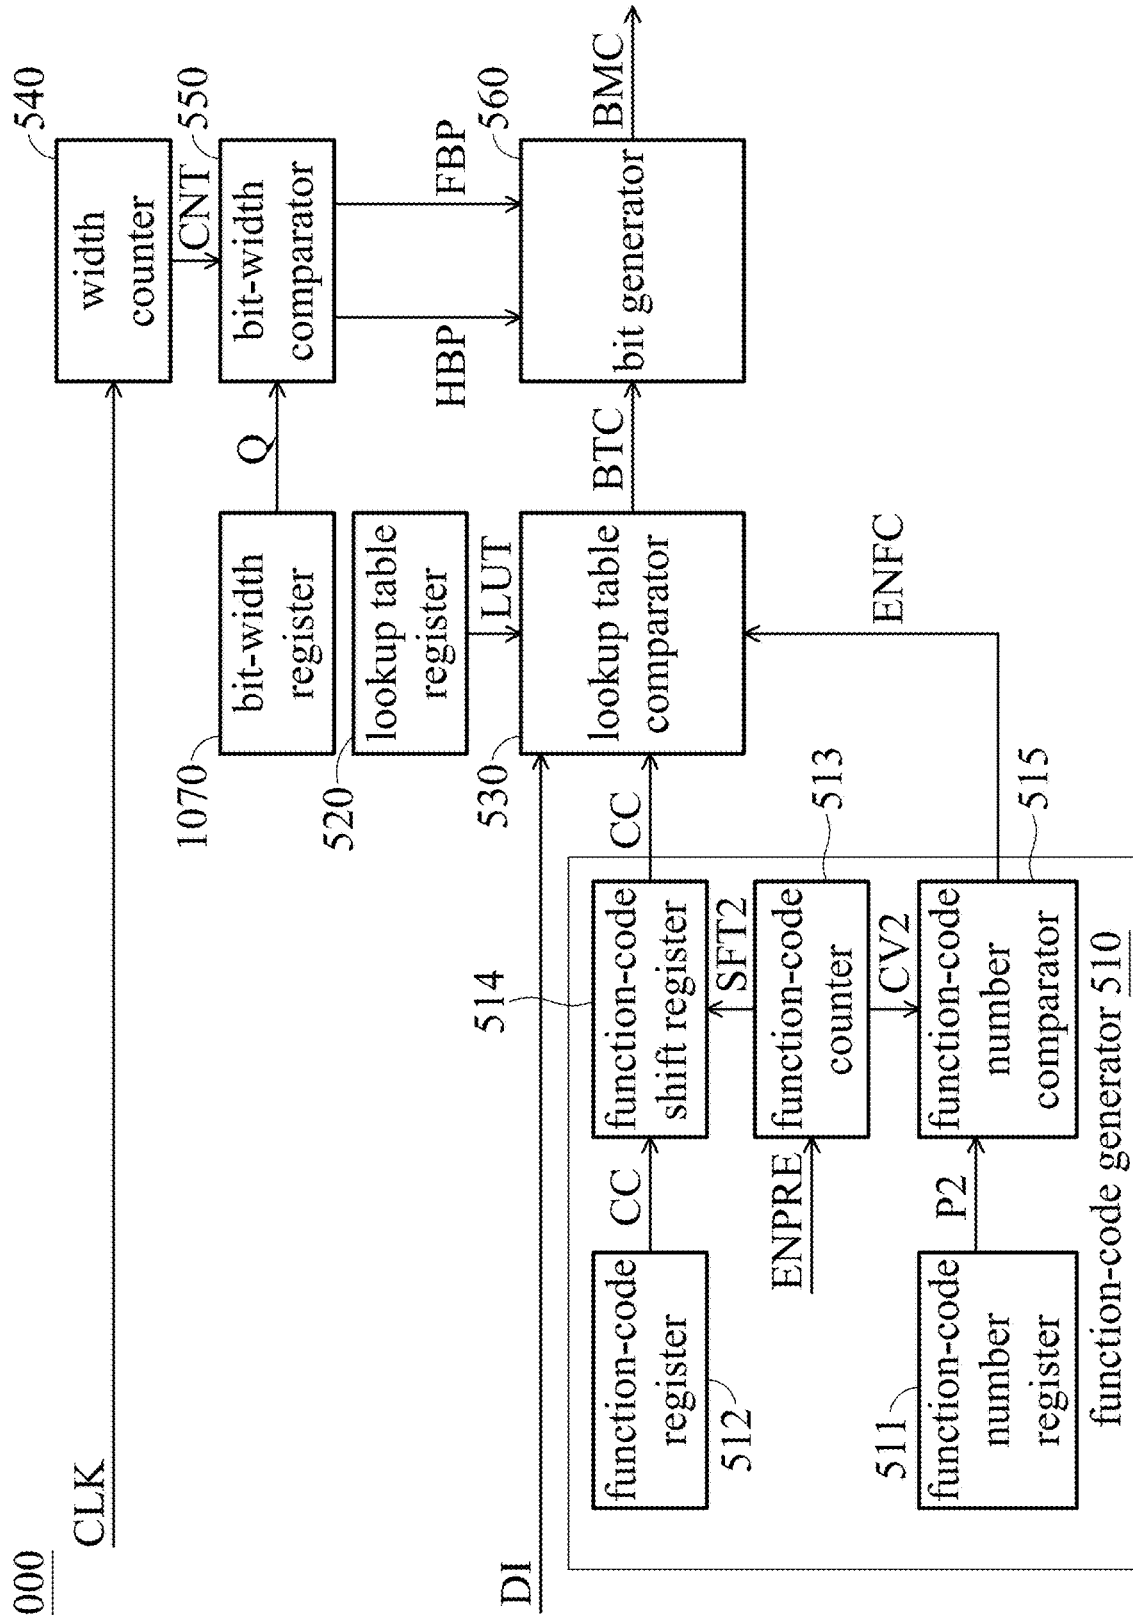 000
CLK
540
width
counter
CNT
550
bit-width
comparator
Q
1070
bit-width
register
520
lookup table
register
LUT
HBP
FBP
DI
530
lookup table
comparator
BTC
560
bit generator
BMC
ENFC
function-code
register
512
CC
514
function-code
shift register
CC
SFT2
ENPRE
function-code
counter
513
CV2
511
function-code
number
register
P2
function-code
number
comparator
515
function-code generator 510